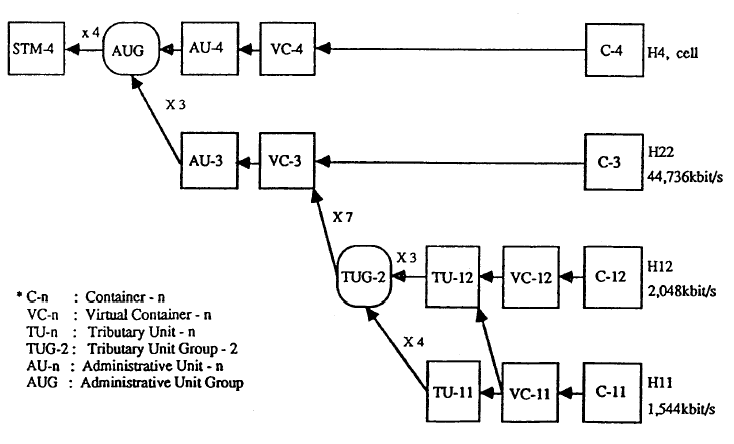 STM-4
x 4
AUG
AU-4
VC-4
C-4
H4, cell
X 3
AU-3
VC-3
C-3
H22
44,736kbit/s
X 7
TUG-2
X 3
TU-12
VC-12
C-12
H12
2,048kbit/s
X 4
TU-11
VC-11
C-11
H11
1,544kbit/s
* C-n : Container - n
VC-n : Virtual Container - n
TU-n : Tributary Unit - n
TUG-2 : Tributary Unit Group - 2
AU-n : Administrative Unit - n
AUG : Administrative Unit Group